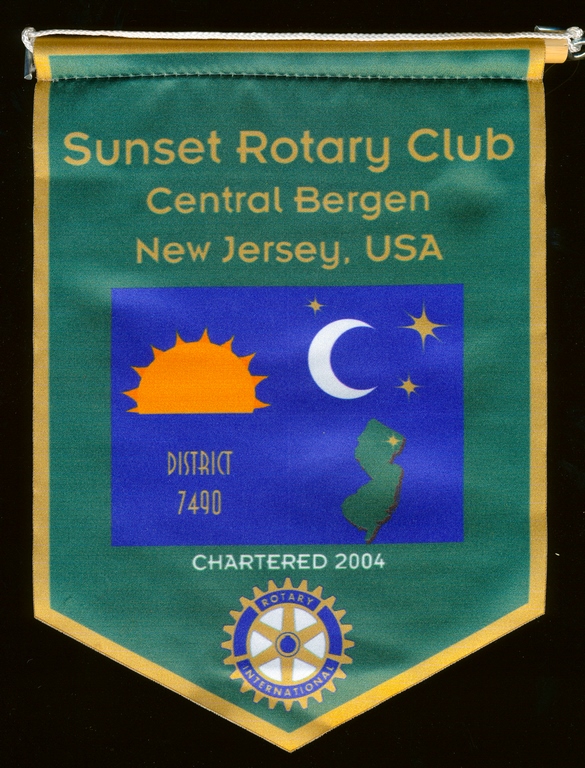 Sunset Rotary Club
Central Bergen
New Jersey, USA
DISTRICT
7490
CHARTERED 2004
ROTARY
INTERNATIONAL